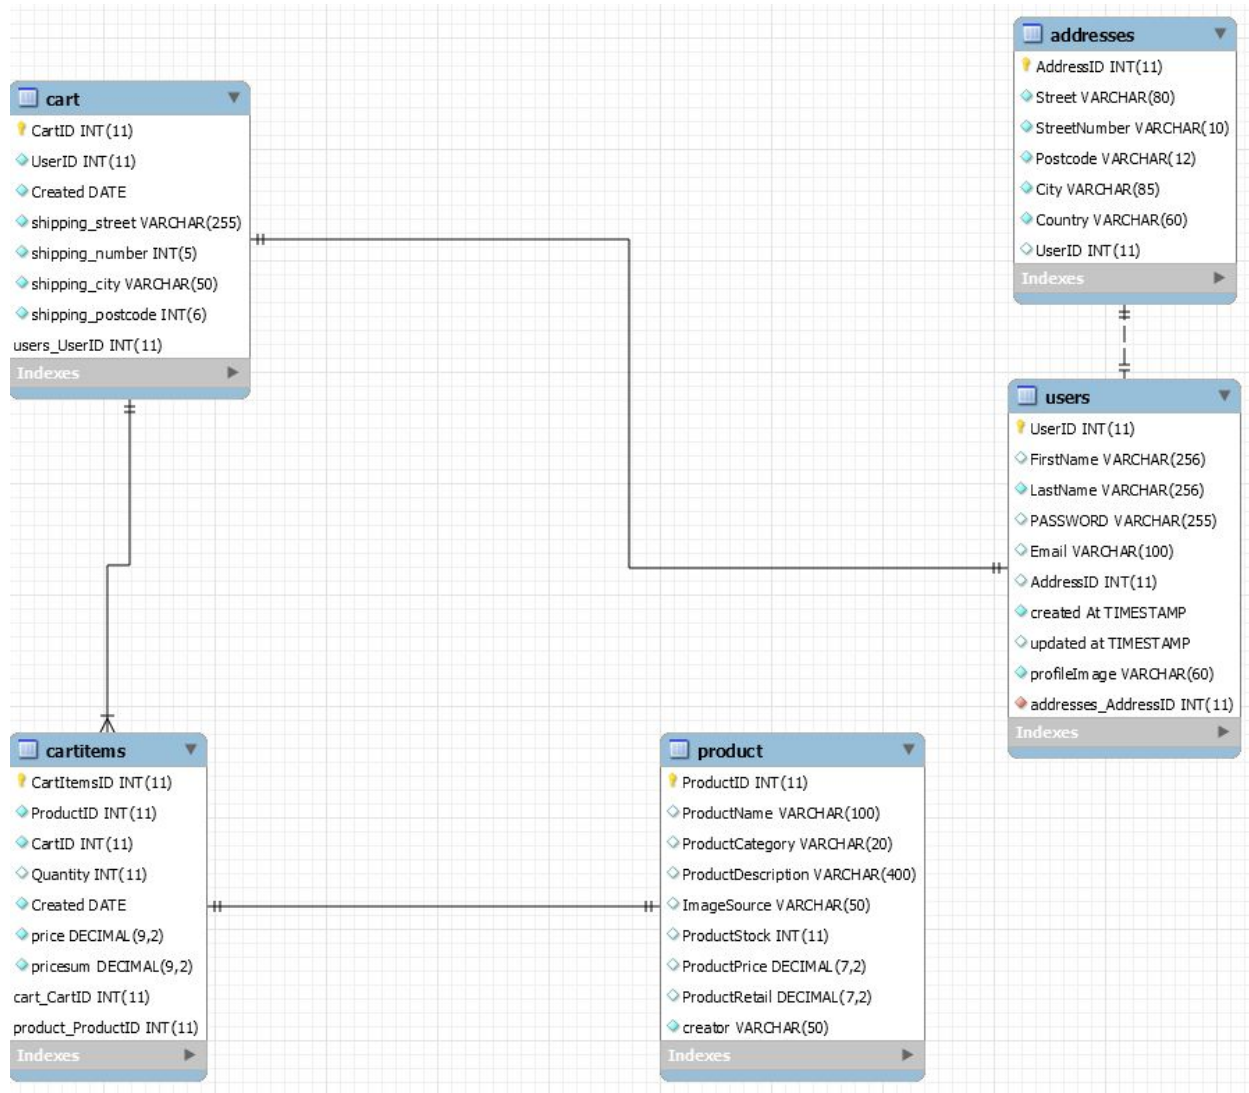 cart
CartID INT(11)
UserID INT(11)
Created DATE
shipping_street VARCHAR(255)
shipping_number INT(5)
shipping_city VARCHAR(50)
shipping_postcode INT(6)
users_UserID INT(11)
Indexes
addresses
AddressID INT(11)
Street VARCHAR(80)
StreetNumber VARCHAR(10)
Postcode VARCHAR(12)
City VARCHAR(85)
Country VARCHAR(60)
UserID INT(11)
Indexes
users
UserID INT(11)
FirstName VARCHAR(256)
LastName VARCHAR(256)
PASSWORD VARCHAR(255)
Email VARCHAR(100)
AddressID INT(11)
created At TIMESTAMP
updated at TIMESTAMP
profileImage VARCHAR(60)
addresses_AddressID INT(11)
Indexes
cartitems
CartItemsID INT(11)
ProductID INT(11)
CartID INT(11)
Quantity INT(11)
Created DATE
price DECIMAL(9,2)
pricesum DECIMAL(9,2)
cart_CartID INT(11)
product_ProductID INT(11)
Indexes
product
ProductID INT(11)
ProductName VARCHAR(100)
ProductCategory VARCHAR(20)
ProductDescription VARCHAR(400)
ImageSource VARCHAR(50)
ProductStock INT(11)
ProductPrice DECIMAL(7,2)
ProductRetail DECIMAL(7,2)
creator VARCHAR(50)
Indexes